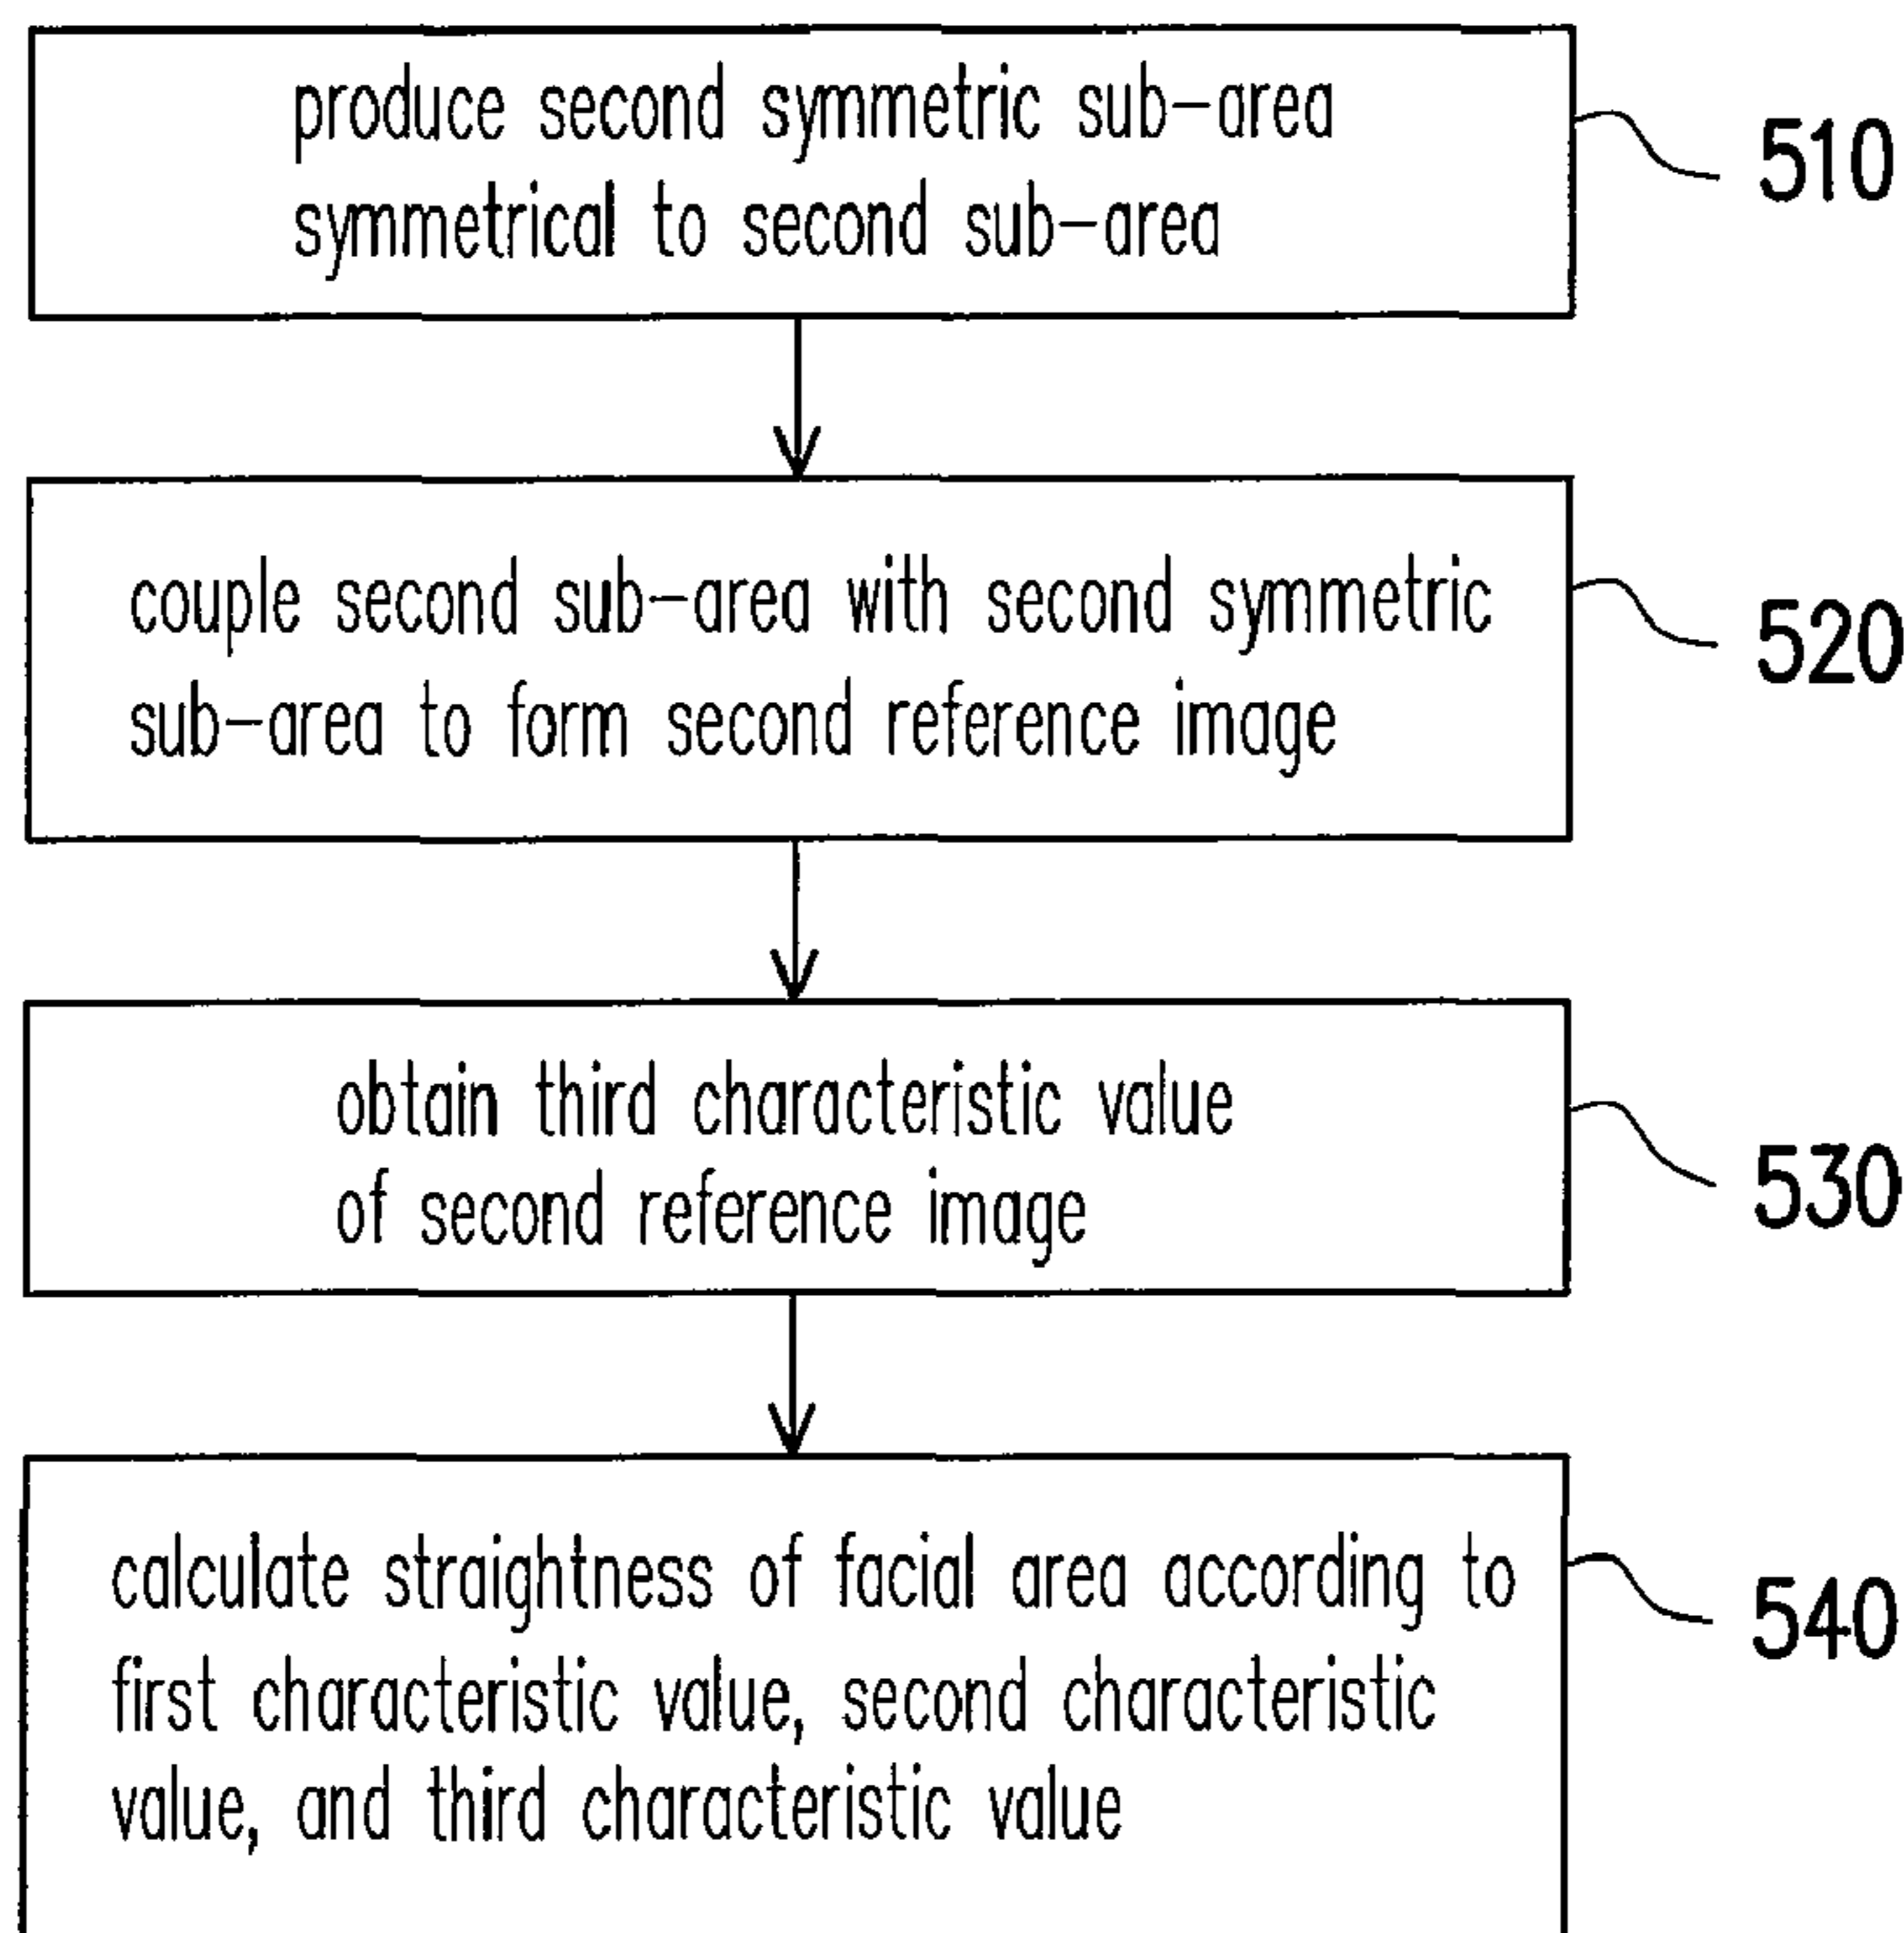 produce second symmetric sub-area
symmetrical to second sub-area
510
couple second sub-area with second symmetric
sub-area to form second reference image
520
obtain third characteristic value
of second reference image
530
calculate straightness of facial area according to
first characteristic value, second characteristic
value, and third characteristic value
540